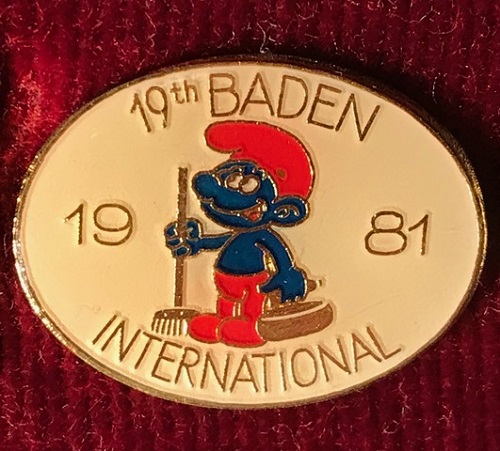 19th BADEN
19 81
INTERNATIONAL